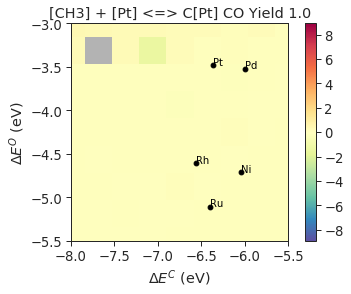 [CH3] + [Pt] <=> C[Pt] CO Yield 1.0
−3.0
−3.5
−4.0
−4.5
−5.0
−5.5
ΔE^O (eV)
Pt
Pd
Rh
Ni
Ru
−8.0 −7.5 −7.0 −6.5 −6.0 −5.5
ΔE^C (eV)
8
6
4
2
0
−2
−4
−6
−8